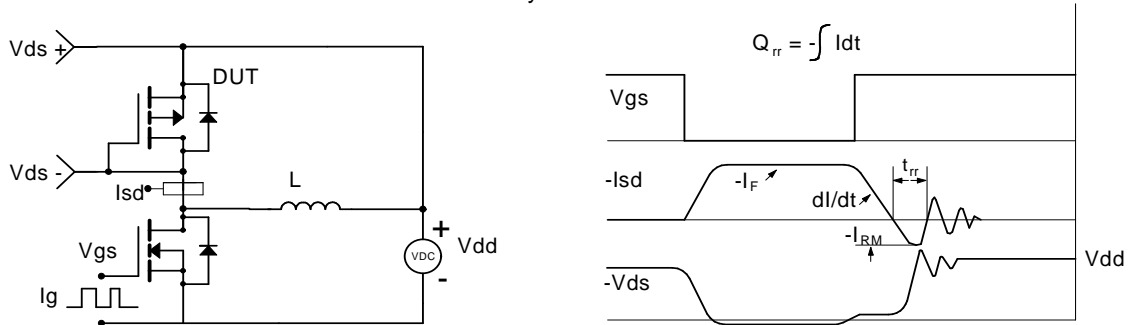 Vds +
DUT
Vds -
Isd
L
Vgs
+
VDC
-
Vdd
Ig
Q rr = - ∫ Idt
Vgs
-Isd
-I F
dI/dt
t rr
-I RM
Vdd
-Vds